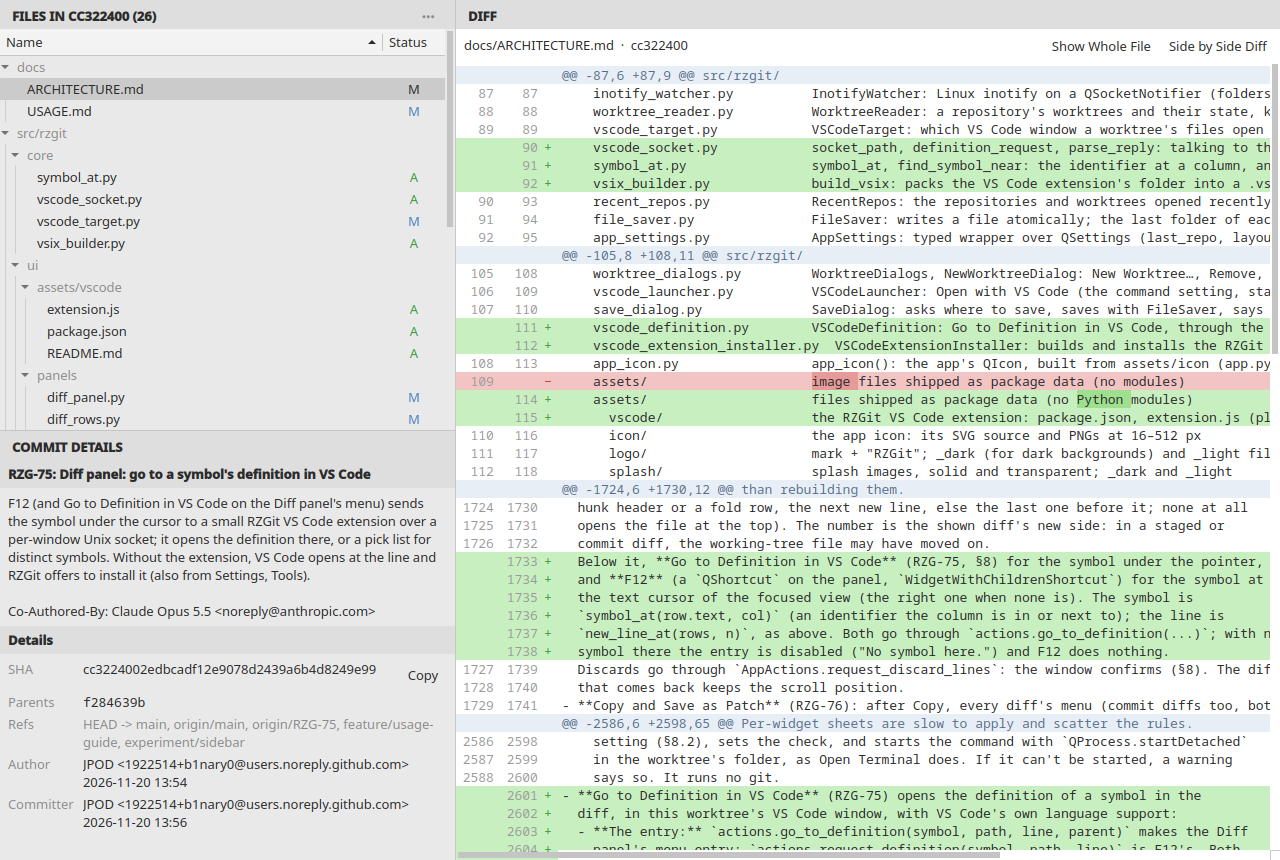 FILES IN CC322400 (26)
Name Status
docs
ARCHITECTURE.md M
USAGE.md M
src/rzgit
core
symbol_at.py A
vscode_socket.py A
vscode_target.py M
vsix_builder.py A
ui
assets/vscode
extension.js A
package.json A
README.md A
panels
diff_panel.py M
diff_rows.py M
COMMIT DETAILS
RZG-75: Diff panel: go to a symbol's definition in VS Code
F12 (and Go to Definition in VS Code on the Diff panel's menu) sends
the symbol under the cursor to a small RZGit VS Code extension over a
per-window Unix socket; it opens the definition there, or a pick list for
distinct symbols. Without the extension, VS Code opens at the line and
RZGit offers to install it (also from Settings, Tools).
Co-Authored-By: Claude Opus 5.5 <noreply@anthropic.com>
Details
SHA cc3224002edbcadf12e9078d2439a6b4d8249e99 Copy
Parents f284639b
Refs HEAD -> main, origin/main, origin/RZG-75, feature/usage-
guide, experiment/sidebar
Author JPOD <1922514+b1nary0@users.noreply.github.com>
2026-11-20 13:54
Committer JPOD <1922514+b1nary0@users.noreply.github.com>
2026-11-20 13:56
DIFF
docs/ARCHITECTURE.md · cc322400 Show Whole File Side by Side Diff
@@ -87,6 +87,9 @@ src/rzgit/
87 87 inotify_watcher.py InotifyWatcher: Linux inotify on a QSocketNotifier (folders
88 88 worktree_reader.py WorktreeReader: a repository's worktrees and their state, k
89 89 vscode_target.py VSCodeTarget: which VS Code window a worktree's files open
90 + vscode_socket.py socket_path, definition_request, parse_reply: talking to th
91 + symbol_at.py symbol_at, find_symbol_near: the identifier at a column, an
92 + vsix_builder.py build_vsix: packs the VS Code extension's folder into a .vs
90 93 recent_repos.py RecentRepos: the repositories and worktrees opened recently
91 94 file_saver.py FileSaver: writes a file atomically; the last folder of eac
92 95 app_settings.py AppSettings: typed wrapper over QSettings (last_repo, layou
@@ -105,8 +108,11 @@ src/rzgit/
105 108 worktree_dialogs.py WorktreeDialogs, NewWorktreeDialog: New Worktree…, Remove,
106 109 vscode_launcher.py VSCodeLauncher: Open with VS Code (the command setting, sta
107 110 save_dialog.py SaveDialog: asks where to save, saves with FileSaver, says
111 + vscode_definition.py VSCodeDefinition: Go to Definition in VS Code, through the
112 + vscode_extension_installer.py VSCodeExtensionInstaller: builds and installs the RZGit
108 113 app_icon.py app_icon(): the app's QIcon, built from assets/icon (app.py
109 − assets/ image files shipped as package data (no modules)
114 + assets/ files shipped as package data (no Python modules)
115 + vscode/ the RZGit VS Code extension: package.json, extension.js (pl
110 116 icon/ the app icon: its SVG source and PNGs at 16–512 px
111 117 logo/ mark + "RZGit"; _dark (for dark backgrounds) and _light fil
112 118 splash/ splash images, solid and transparent; _dark and _light
@@ -1724,6 +1730,12 @@ than rebuilding them.
1724 1730 hunk header or a fold row, the next new line, else the last one before it; none at all
1725 1731 opens the file at the top). The number is the shown diff's new side: in a staged or
1726 1732 commit diff, the working-tree file may have moved on.
1733 + Below it, **Go to Definition in VS Code** (RZG-75, §8) for the symbol under the pointer,
1734 + and **F12** (a `QShortcut` on the panel, `WidgetWithChildrenShortcut`) for the symbol at
1735 + the text cursor of the focused view (the right one when none is). The symbol is
1736 + `symbol_at(row.text, col)` (an identifier the column is in or next to); the line is
1737 + `new_line_at(rows, n)`, as above. Both go through `actions.go_to_definition(...)`; with n
1738 + symbol there the entry is disabled ("No symbol here.") and F12 does nothing.
1727 1739 Discards go through `AppActions.request_discard_lines`: the window confirms (§8). The dif
1728 1740 that comes back keeps the scroll position.
1729 1741 - **Copy and Save as Patch** (RZG-76): after Copy, every diff's menu (commit diffs too, bot
@@ -2586,6 +2598,65 @@ Per-widget sheets are slow to apply and scatter the rules.
2586 2598 setting (§8.2), sets the check, and starts the command with `QProcess.startDetached`
2587 2599 in the worktree's folder, as Open Terminal does. If it can't be started, a warning
2588 2600 says so. It runs no git.
2601 + - **Go to Definition in VS Code** (RZG-75) opens the definition of a symbol in the
2602 + diff, in this worktree's VS Code window, with VS Code's own language support:
2603 + - **The entry:** `actions.go_to_definition(symbol, path, line, parent)` makes the Diff
2604 + panel's menu entry; `actions.request_definition(symbol, path, line)` is F12's. Both